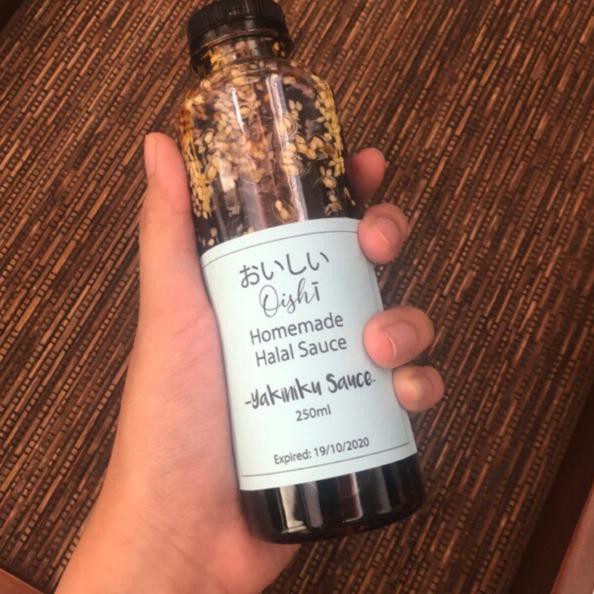 おいしい
Oishī
Homemade
Halal Sauce
-Yakiniku Sauce-
250ml
Expired: 19/10/2020